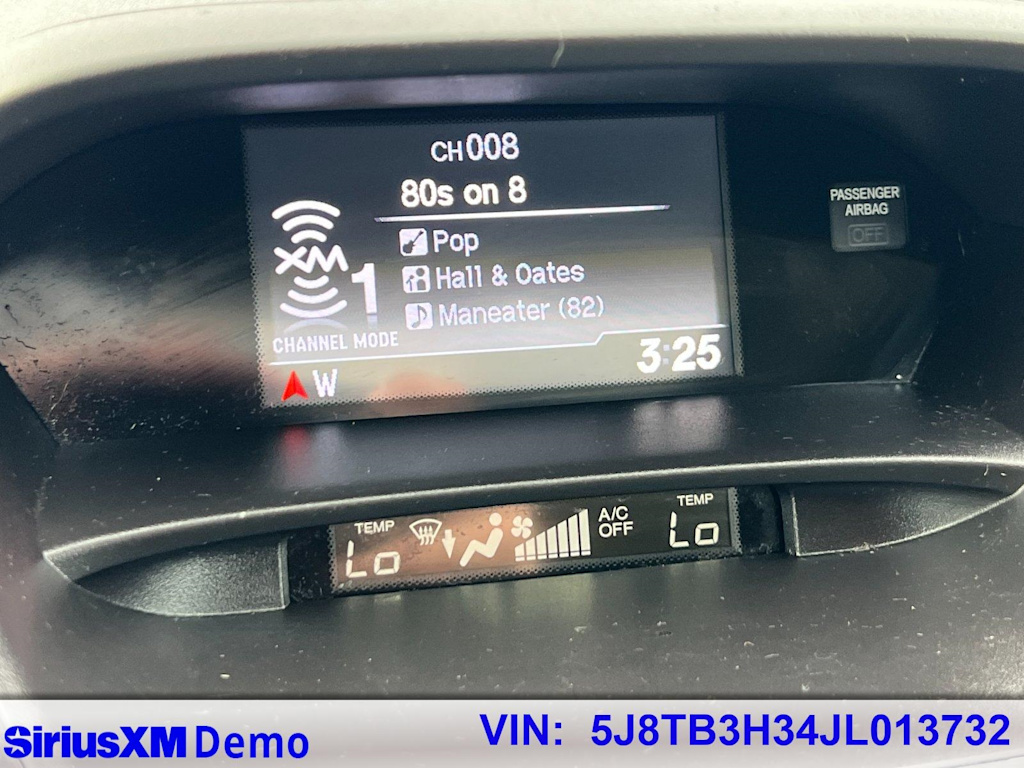 CH008
80s on 8
XM
1
Pop
Hall & Oates
Maneater (82)
CHANNEL MODE
W
3:25
PASSENGER
AIRBAG
OFF
TEMP
Lo
A/C
OFF
TEMP
Lo
SiriusXM Demo
VIN: 5J8TB3H34JL013732